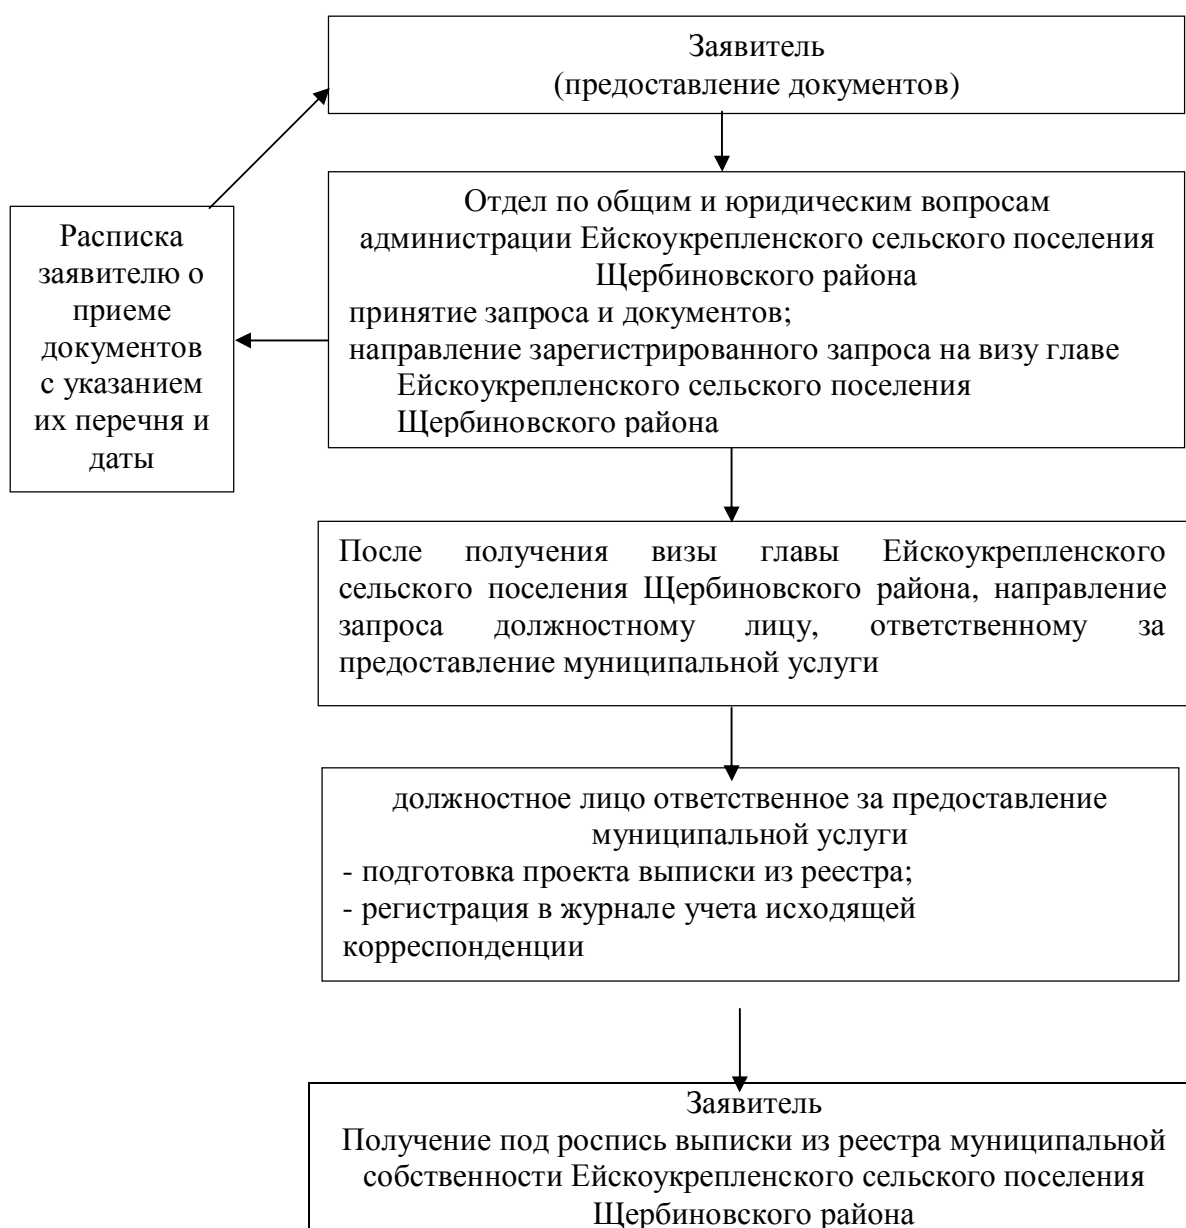 Заявитель
(предоставление документов)
Отдел по общим и юридическим вопросам
администрации Ейскоукрепленского сельского поселения
Щербиновского района
принятие запроса и документов;
направление зарегистрированного запроса на визу главе
Ейскоукрепленского сельского поселения
Щербиновского района
Расписка
заявителю о
приеме
документов
с указанием
их перечня и
даты
После получения визы главы Ейскоукрепленского
сельского поселения Щербиновского района, направление
запроса должностному лицу, ответственному за
предоставление муниципальной услуги
должностное лицо ответственное за предоставление
муниципальной услуги
- подготовка проекта выписки из реестра;
- регистрация в журнале учета исходящей
корреспонденции
Заявитель
Получение под роспись выписки из реестра муниципальной
собственности Ейскоукрепленского сельского поселения
Щербиновского района